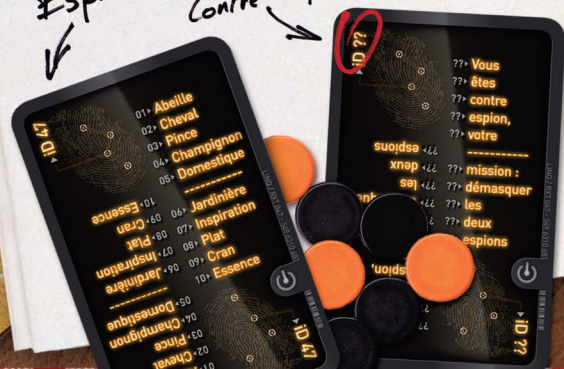 Contre
iD 47
01▸ Abeille
02▸ Cheval
03▸ Pince
04▸ Champignon
05▸ Domestique
----------
06▸ Jardinière
07▸ Inspiration
08▸ Plat
09▸ Cran
10▸ Essence
10▸ Essence
09▸ Cran
08▸ Plat
07▸ Inspiration
06▸ Jardinière
----------
05▸ Domestique
04▸ Champignon
03▸ Pince
02▸ Cheval
iD 47
iD ??
??▸ Vous
??▸ êtes
??▸ contre
??▸ espion,
??▸ votre
----------
??▸ mission :
??▸ démasquer
??▸ les
??▸ deux
??▸ espions
??▸ espions
??▸ deux
??▸ les
iD ??